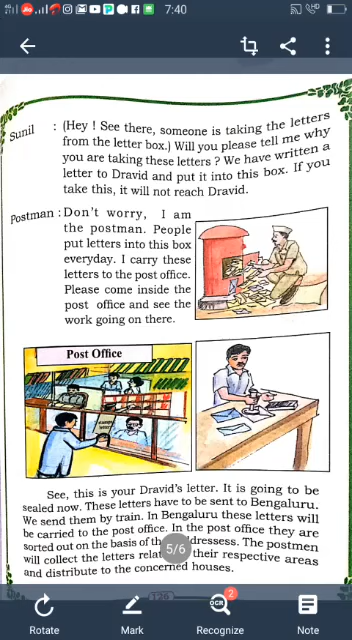 7:40
Sunil : (Hey ! See there, someone is taking the letters
from the letter box.) Will you please tell me why
you are taking these letters ? We have written a
letter to Dravid and put it into this box. If you
take this, it will not reach Dravid.
Postman : Don't worry, I am
the postman. People
put letters into this box
everyday. I carry these
letters to the post office.
Please come inside the
post office and see the
work going on there.
Post Office
See, this is your Dravid's letter. It is going to be
sealed now. These letters have to be sent to Bengaluru.
We send them by train. In Bengaluru these letters will
be carried to the post office. In the post office they are
sorted out on the basis of the dressess. The postmen
5/6
will collect the letters their respective areas
and distribute to the concerned houses.
126
2
OCR
Rotate Mark Recognize Note